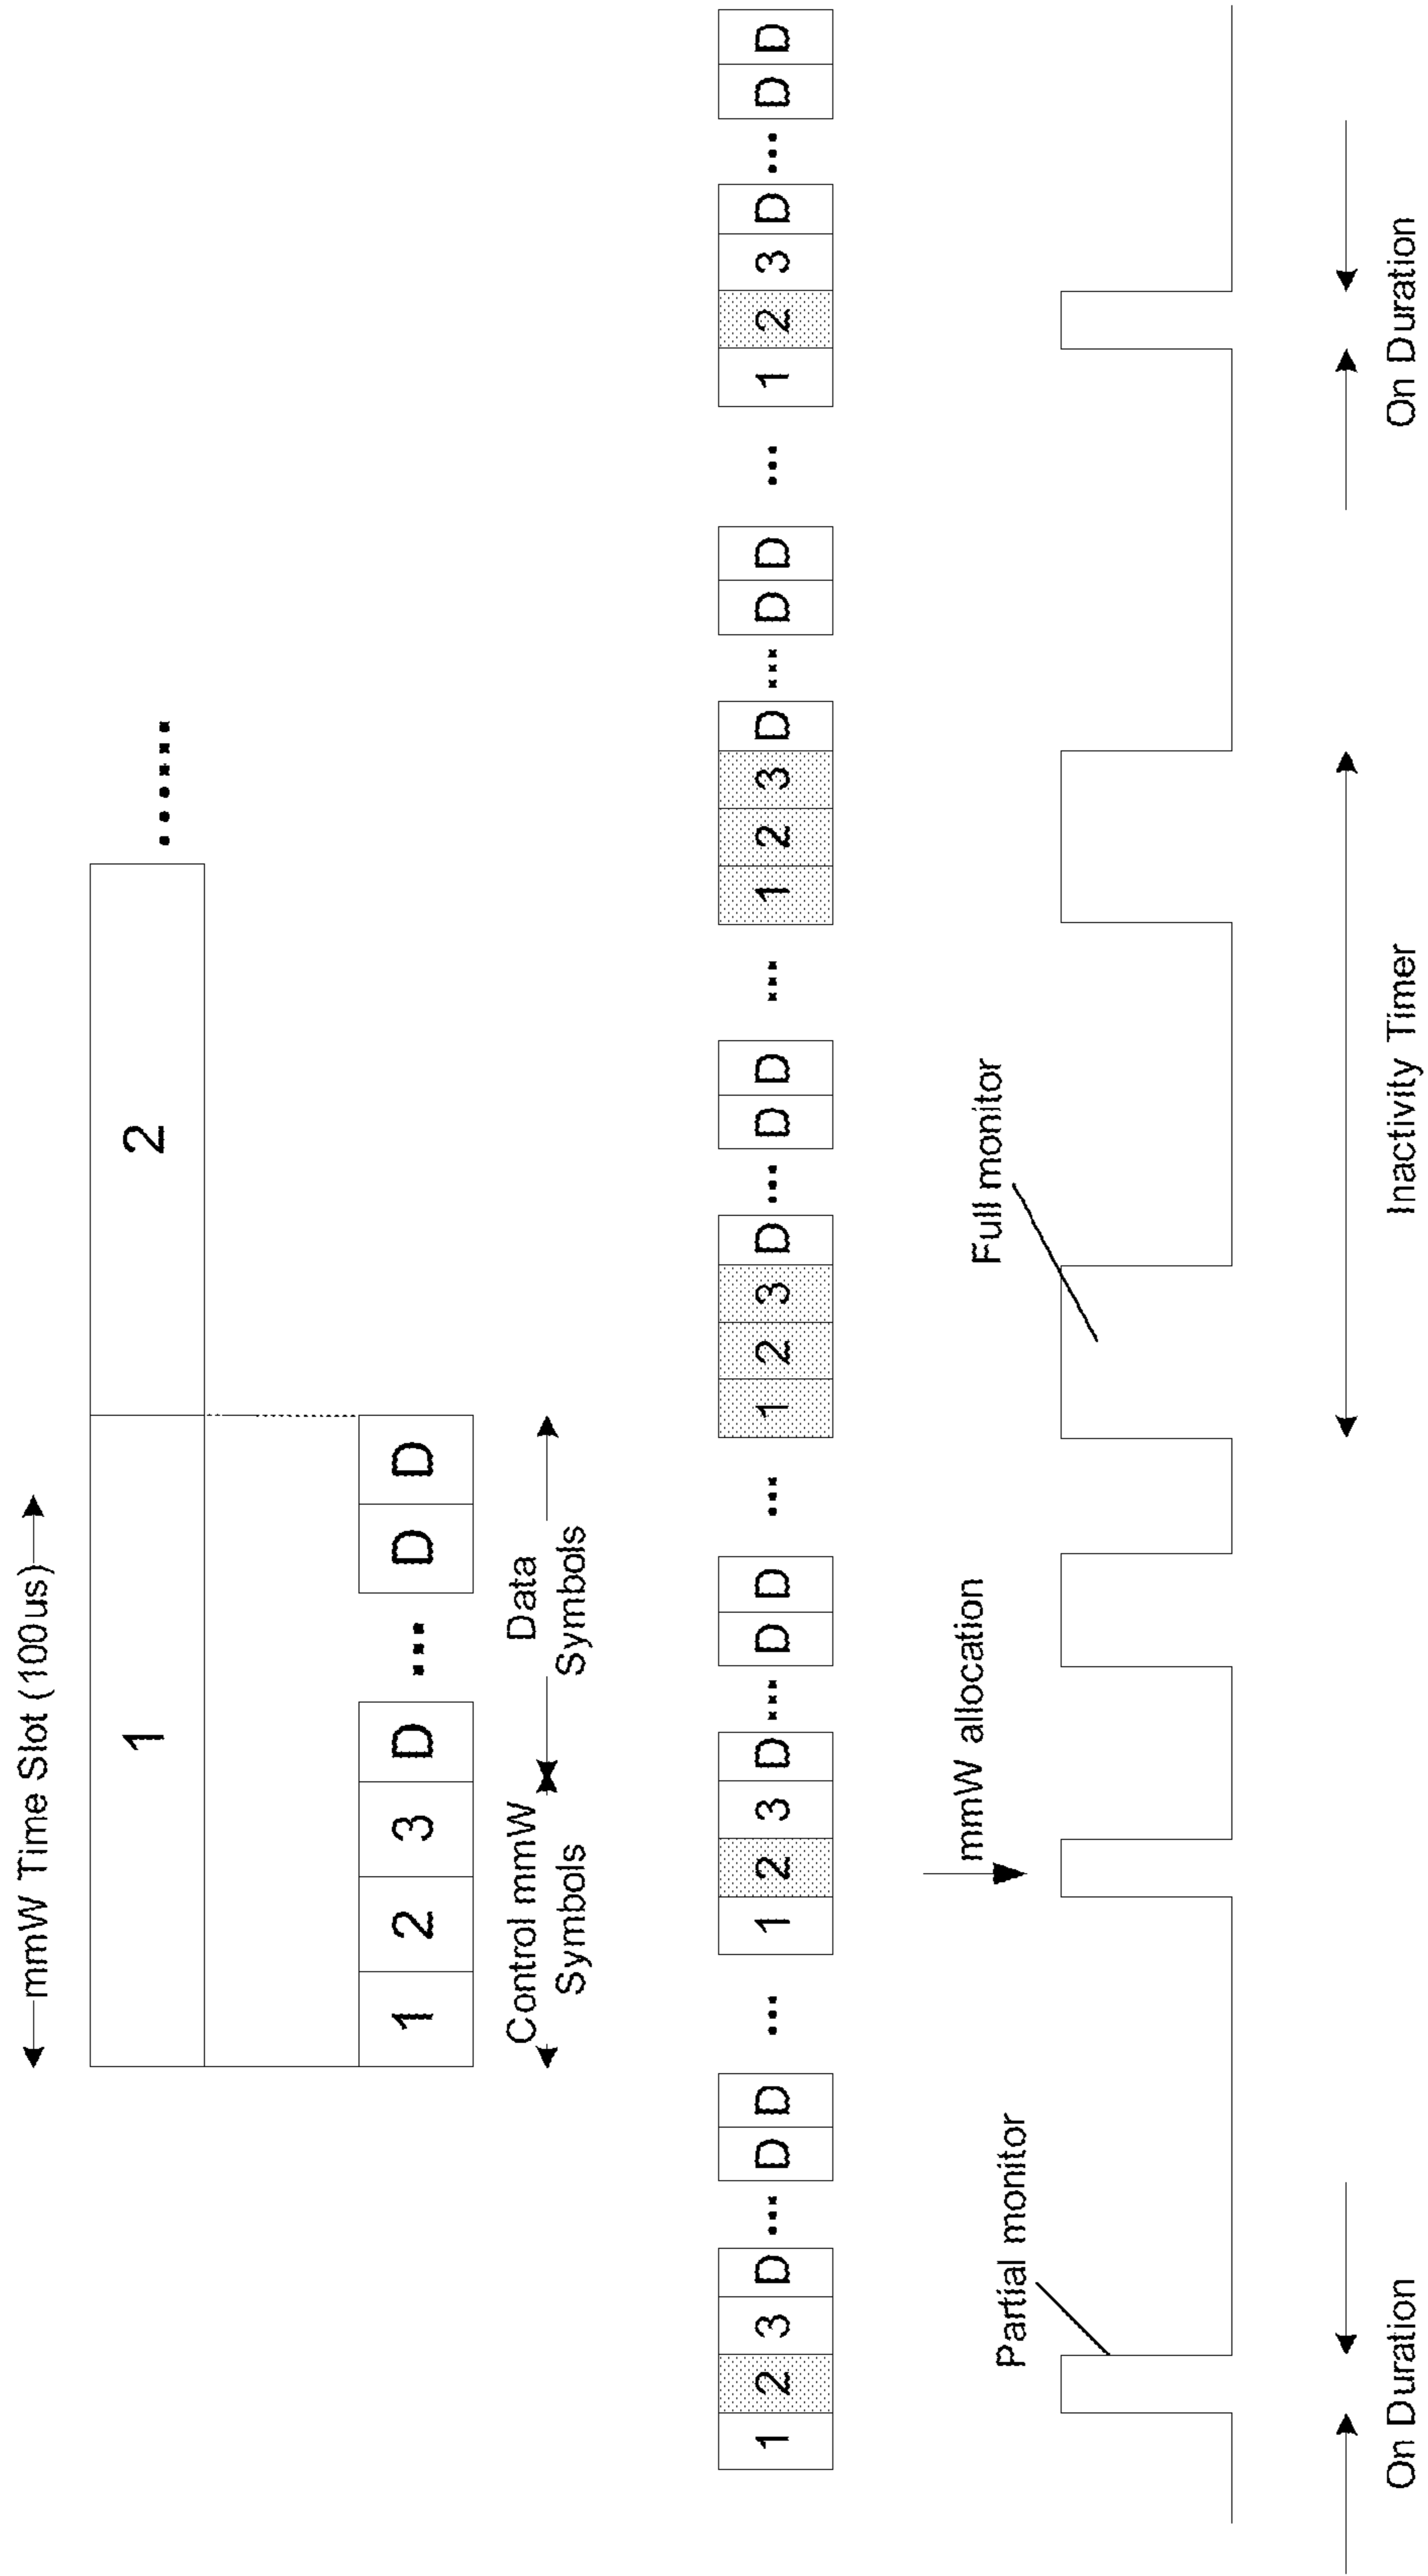 mmW Time Slot (100us)
1 2 ......
1 2 3 D ... D D
Control mmW Symbols
Data Symbols
1 2 3 D ... D D ... 1 2 3 D ... D D ... 1 2 3 D ... D D ... 1 2 3 D ... D D ... 1 2 3 D ... D D
Partial monitor
mmW allocation
Full monitor
On Duration
Inactivity Timer
On Duration